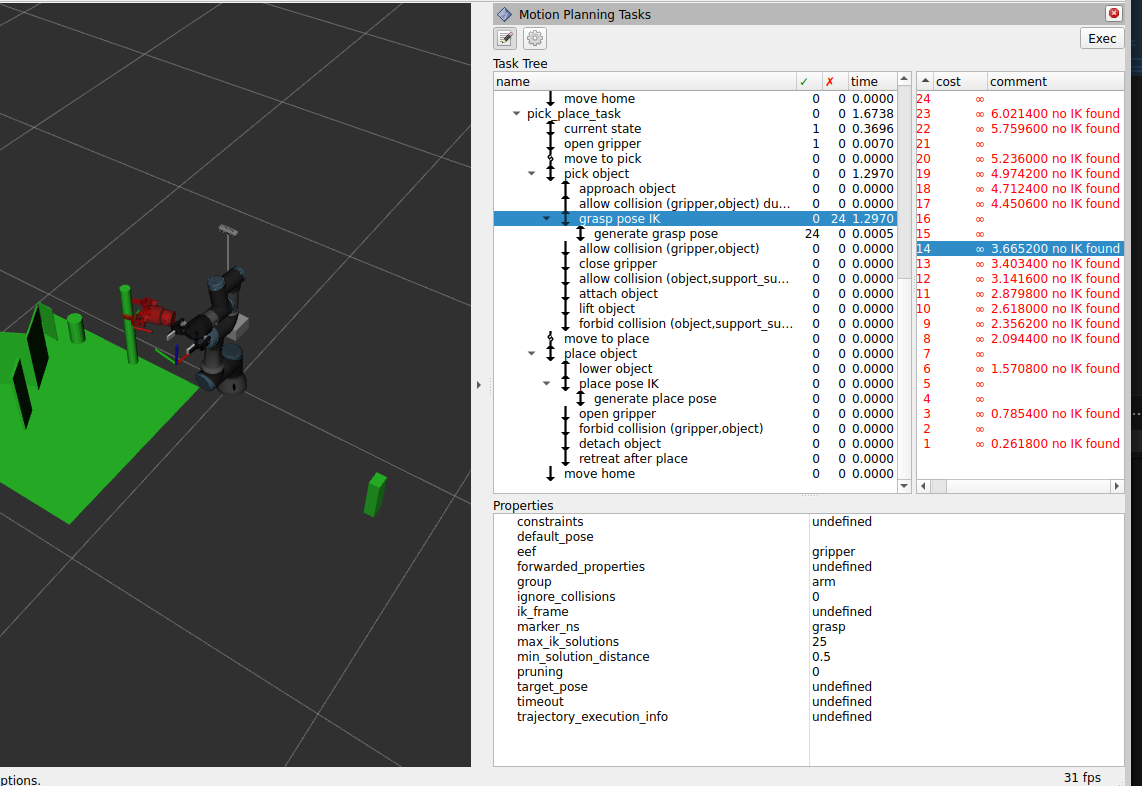 Motion Planning Tasks
Exec
Task Tree
name ✓ ✗ time
move home 0 0 0.0000
pick_place_task 0 0 1.6738
current state 1 0 0.3696
open gripper 1 0 0.0070
move to pick 0 0 0.0000
pick object 0 0 1.2970
approach object 0 0 0.0000
allow collision (gripper,object) du... 0 0 0.0000
grasp pose IK 0 24 1.2970
generate grasp pose 24 0 0.0005
allow collision (gripper,object) 0 0 0.0000
close gripper 0 0 0.0000
allow collision (object,support_su... 0 0 0.0000
attach object 0 0 0.0000
lift object 0 0 0.0000
forbid collision (object,support_su... 0 0 0.0000
move to place 0 0 0.0000
place object 0 0 0.0000
lower object 0 0 0.0000
place pose IK 0 0 0.0000
generate place pose 0 0 0.0000
open gripper 0 0 0.0000
forbid collision (gripper,object) 0 0 0.0000
detach object 0 0 0.0000
retreat after place 0 0 0.0000
move home 0 0 0.0000
cost comment
24 ∞
23 ∞ 6.021400 no IK found
22 ∞ 5.759600 no IK found
21 ∞
20 ∞ 5.236000 no IK found
19 ∞ 4.974200 no IK found
18 ∞ 4.712400 no IK found
17 ∞ 4.450600 no IK found
16 ∞
15 ∞
14 ∞ 3.665200 no IK found
13 ∞ 3.403400 no IK found
12 ∞ 3.141600 no IK found
11 ∞ 2.879800 no IK found
10 ∞ 2.618000 no IK found
9 ∞ 2.356200 no IK found
8 ∞ 2.094400 no IK found
7 ∞
6 ∞ 1.570800 no IK found
5 ∞
4 ∞
3 ∞ 0.785400 no IK found
2 ∞
1 ∞ 0.261800 no IK found
Properties
constraints undefined
default_pose
eef gripper
forwarded_properties undefined
group arm
ignore_collisions 0
ik_frame undefined
marker_ns grasp
max_ik_solutions 25
min_solution_distance 0.5
pruning 0
target_pose undefined
timeout undefined
trajectory_execution_info undefined
ptions.
31 fps